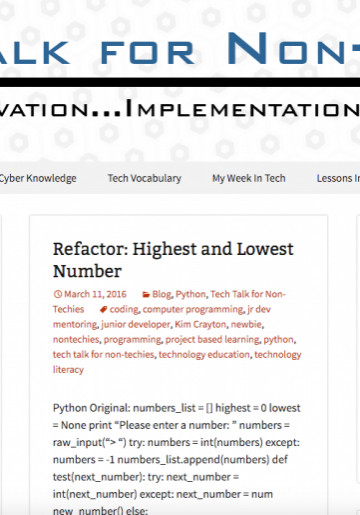 ALK FOR NON-
VATION...IMPLEMENTATION
Cyber Knowledge Tech Vocabulary My Week In Tech Lessons
Refactor: Highest and Lowest
Number
March 11, 2016 Blog, Python, Tech Talk for Non-
Techies coding, computer programming, jr dev
mentoring, junior developer, Kim Crayton, newbie,
nontechies, programming, project based learning, python,
tech talk for non-techies, technology education, technology
literacy
Python Original: numbers_list = [] highest = 0 lowest
= None print “Please enter a number: ” numbers =
raw_input(“> “) try: numbers = int(numbers) except:
numbers = -1 numbers_list.append(numbers) def
test(next_number): try: next_number =
int(next_number) except: next_number = num
new_number() else: